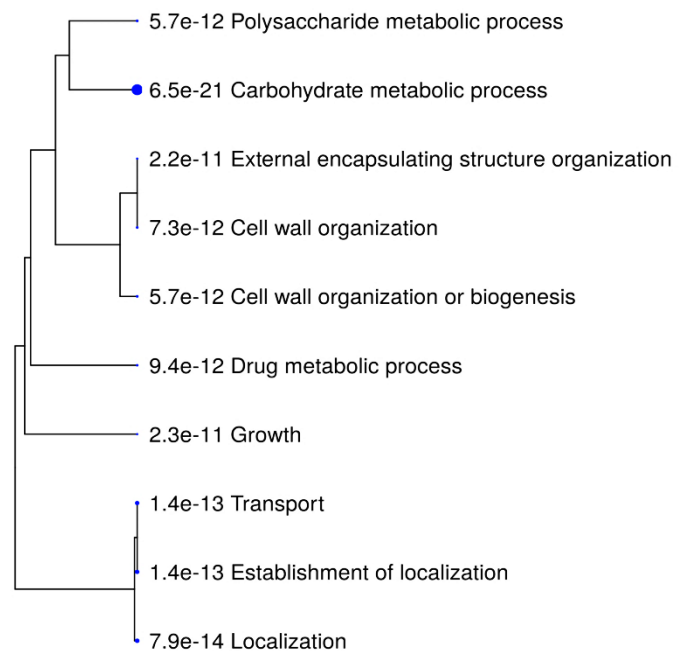 5.7e-12 Polysaccharide metabolic process
6.5e-21 Carbohydrate metabolic process
2.2e-11 External encapsulating structure organization
7.3e-12 Cell wall organization
5.7e-12 Cell wall organization or biogenesis
9.4e-12 Drug metabolic process
2.3e-11 Growth
1.4e-13 Transport
1.4e-13 Establishment of localization
7.9e-14 Localization